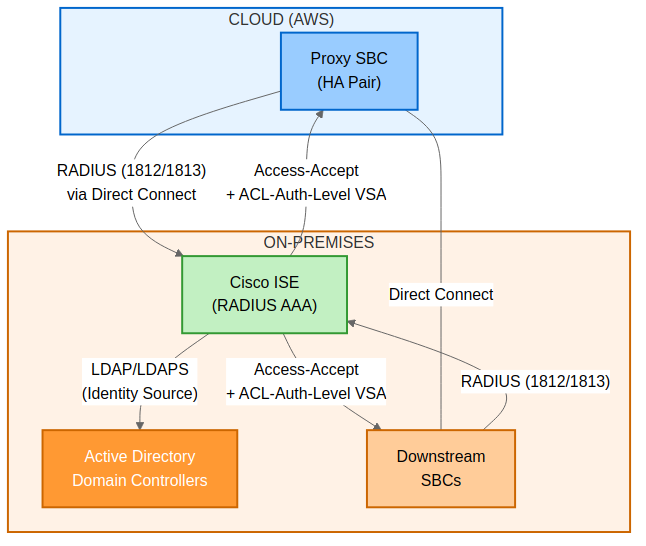 CLOUD (AWS)
Proxy SBC
(HA Pair)
RADIUS (1812/1813)
via Direct Connect
Access-Accept
+ ACL-Auth-Level VSA
ON-PREMISES
Cisco ISE
(RADIUS AAA)
Direct Connect
LDAP/LDAPS
(Identity Source)
Access-Accept
+ ACL-Auth-Level VSA
RADIUS (1812/1813)
Active Directory
Domain Controllers
Downstream
SBCs